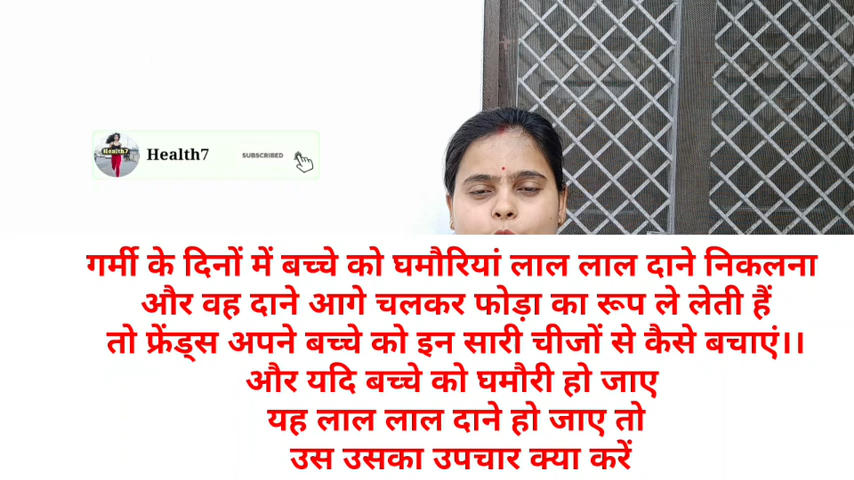 Health7
Health7 SUBSCRIBED
गर्मी के दिनों में बच्चे को घमौरियां लाल लाल दाने निकलना
और वह दाने आगे चलकर फोड़ा का रूप ले लेती हैं
तो फ्रेंड्स अपने बच्चे को इन सारी चीजों से कैसे बचाएं।।
और यदि बच्चे को घमौरी हो जाए
यह लाल लाल दाने हो जाए तो
उस उसका उपचार क्या करें